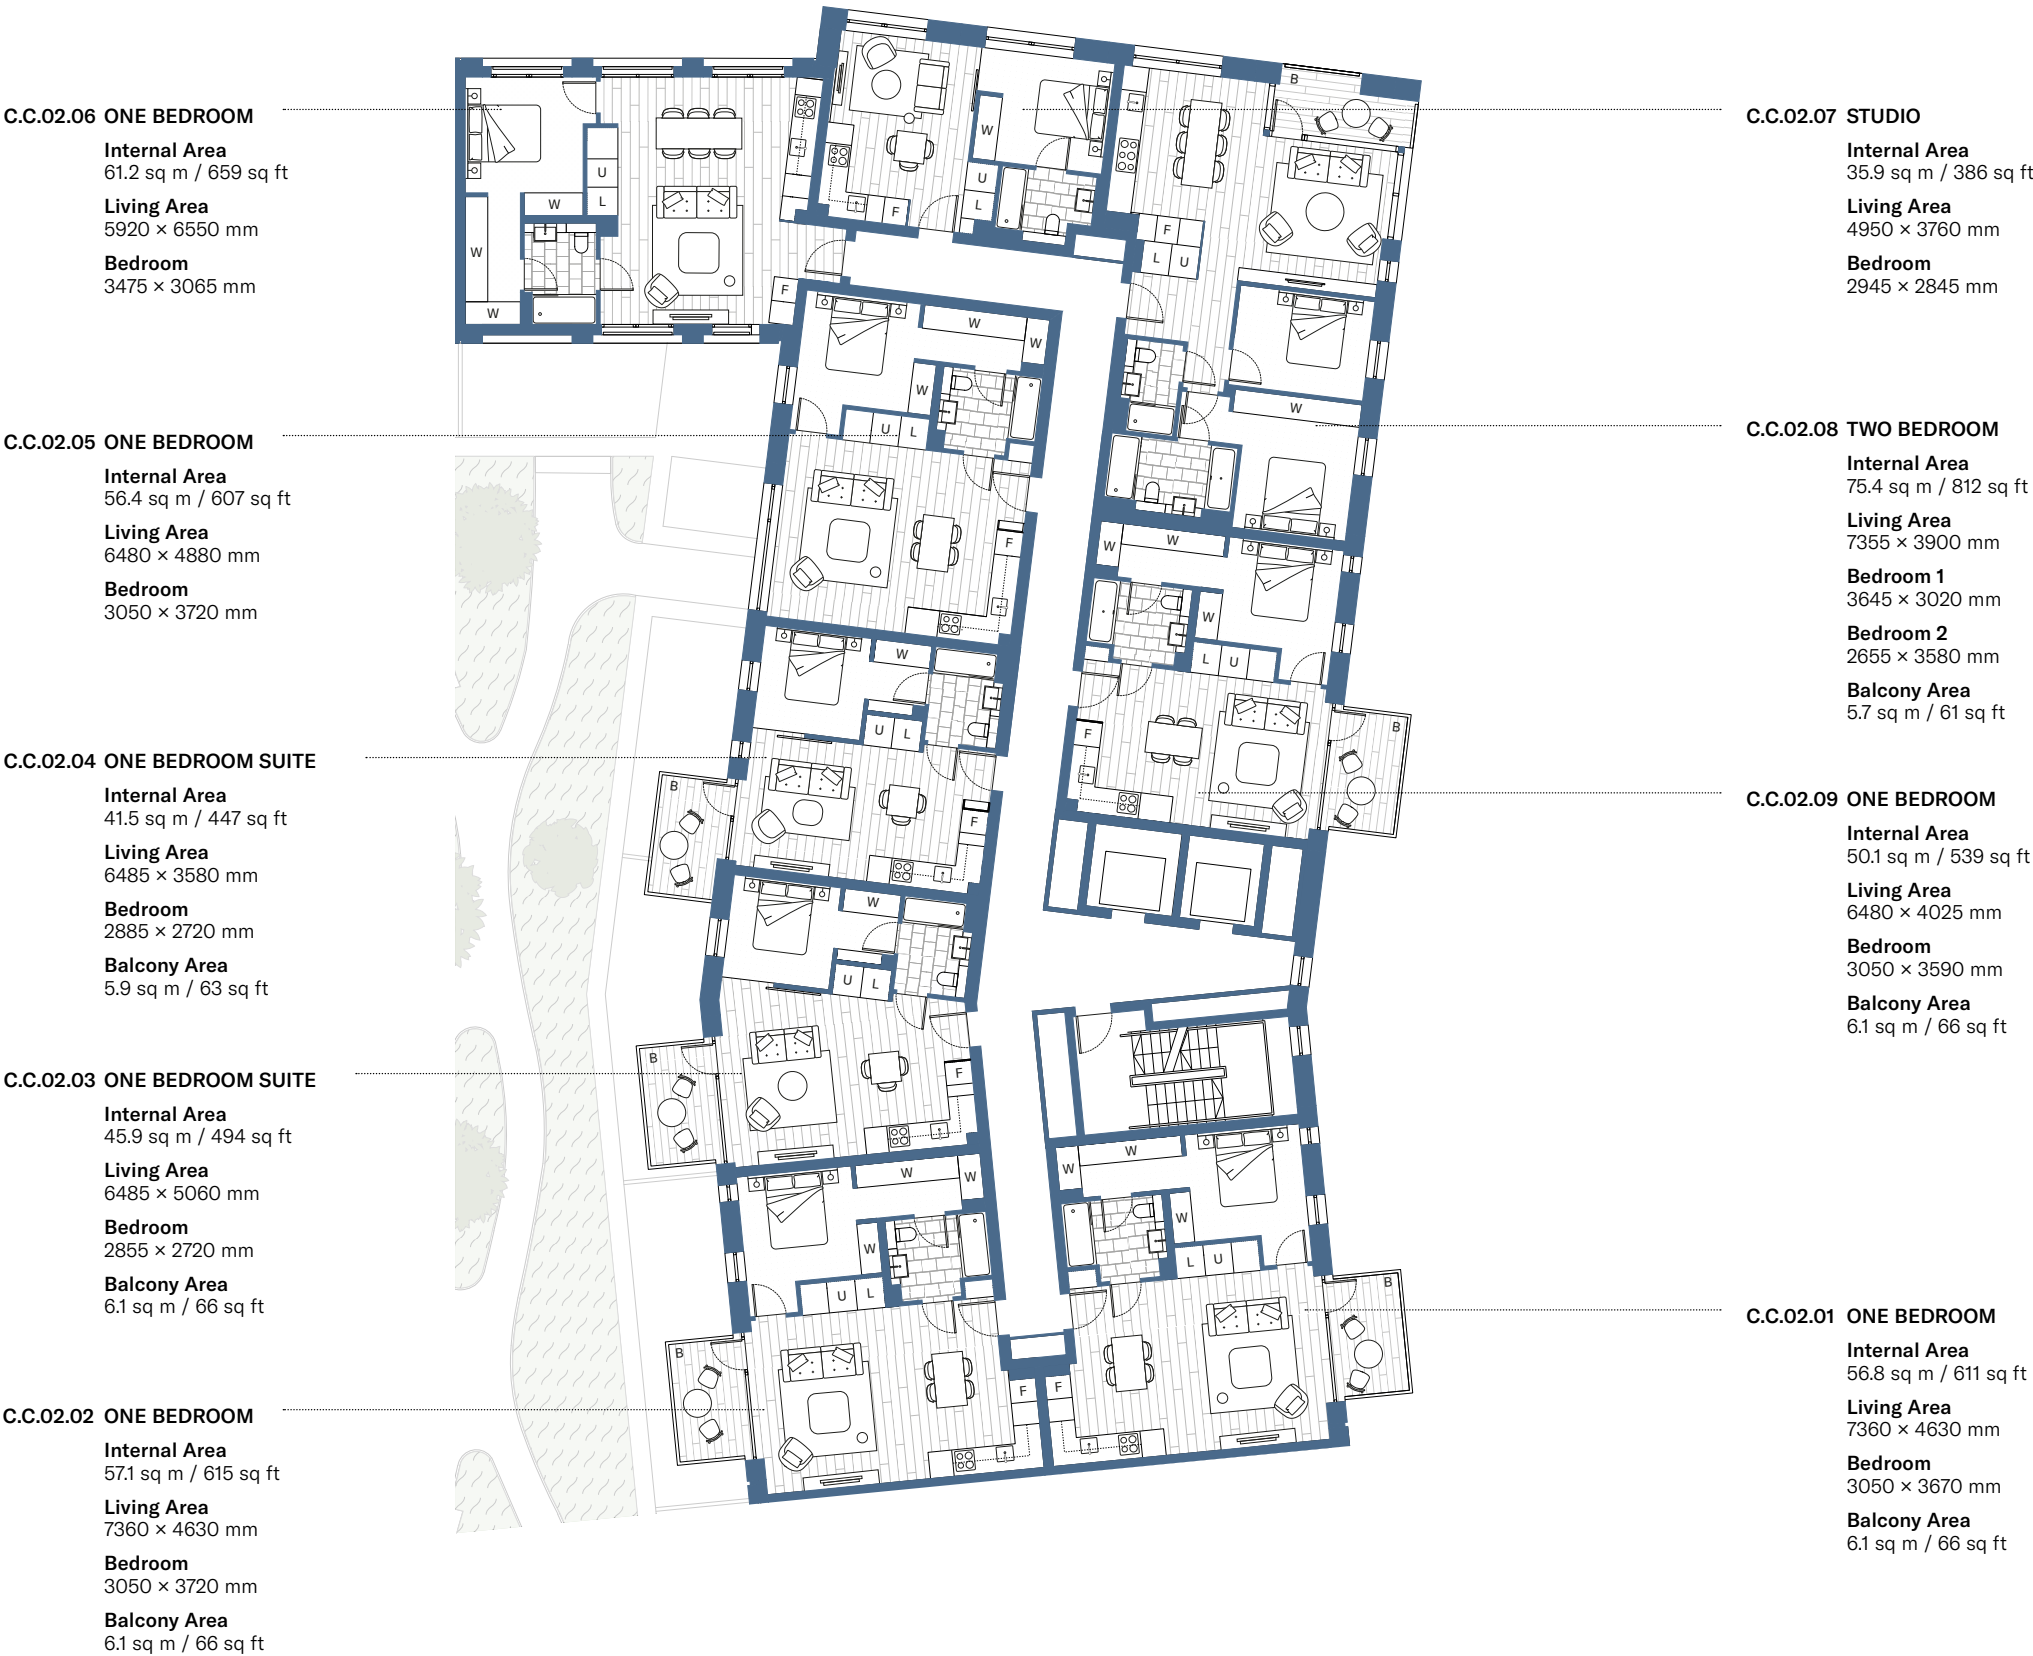 C.C.02.06 ONE BEDROOM
Internal Area
61.2 sq m / 659 sq ft
Living Area
5920 × 6550 mm
Bedroom
3475 × 3065 mm
C.C.02.05 ONE BEDROOM
Internal Area
56.4 sq m / 607 sq ft
Living Area
6480 × 4880 mm
Bedroom
3050 × 3720 mm
C.C.02.04 ONE BEDROOM SUITE
Internal Area
41.5 sq m / 447 sq ft
Living Area
6485 × 3580 mm
Bedroom
2885 × 2720 mm
Balcony Area
5.9 sq m / 63 sq ft
C.C.02.03 ONE BEDROOM SUITE
Internal Area
45.9 sq m / 494 sq ft
Living Area
6485 × 5060 mm
Bedroom
2855 × 2720 mm
Balcony Area
6.1 sq m / 66 sq ft
C.C.02.02 ONE BEDROOM
Internal Area
57.1 sq m / 615 sq ft
Living Area
7360 × 4630 mm
Bedroom
3050 × 3720 mm
Balcony Area
6.1 sq m / 66 sq ft
W
W
W
U
L
F
W
U
L
F
B
F
L U
W
W
W
W
U L
F
W
W
W
L U
F
B
W
U L
F
B
W
U L
F
B
W
W
W
U L
F
B
W
W
W
L U
F
B
C.C.02.07 STUDIO
Internal Area
35.9 sq m / 386 sq ft
Living Area
4950 × 3760 mm
Bedroom
2945 × 2845 mm
C.C.02.08 TWO BEDROOM
Internal Area
75.4 sq m / 812 sq ft
Living Area
7355 × 3900 mm
Bedroom 1
3645 × 3020 mm
Bedroom 2
2655 × 3580 mm
Balcony Area
5.7 sq m / 61 sq ft
C.C.02.09 ONE BEDROOM
Internal Area
50.1 sq m / 539 sq ft
Living Area
6480 × 4025 mm
Bedroom
3050 × 3590 mm
Balcony Area
6.1 sq m / 66 sq ft
C.C.02.01 ONE BEDROOM
Internal Area
56.8 sq m / 611 sq ft
Living Area
7360 × 4630 mm
Bedroom
3050 × 3670 mm
Balcony Area
6.1 sq m / 66 sq ft